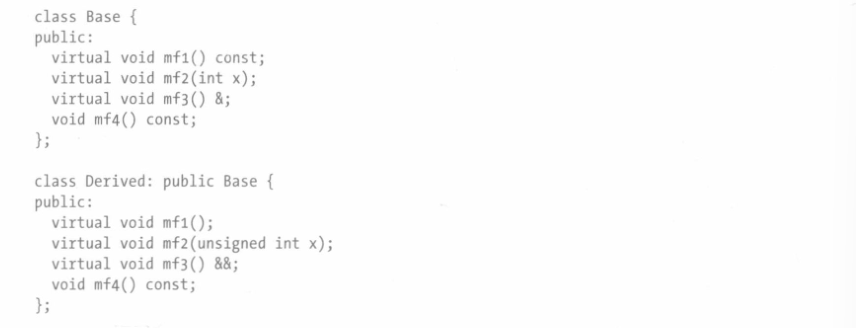 class Base {
public:
  virtual void mf1() const;
  virtual void mf2(int x);
  virtual void mf3() &;
  void mf4() const;
};

class Derived: public Base {
public:
  virtual void mf1();
  virtual void mf2(unsigned int x);
  virtual void mf3() &&;
  void mf4() const;
};